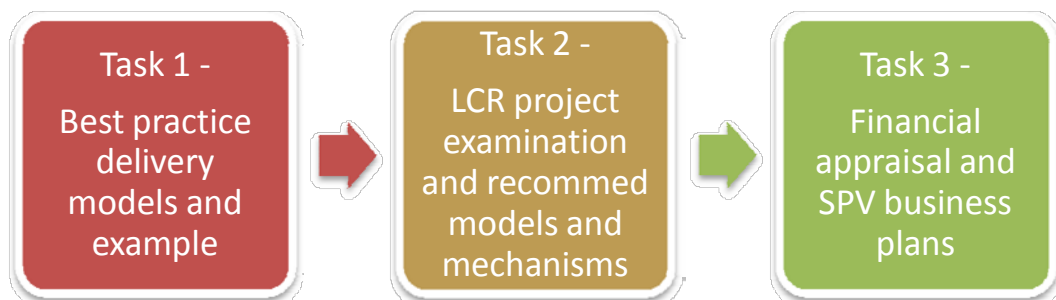 Task 1 -
Best practice
delivery
models and
example
Task 2 -
LCR project
examination
and recommed
models and
mechanisms
Task 3 -
Financial
appraisal and
SPV business
plans